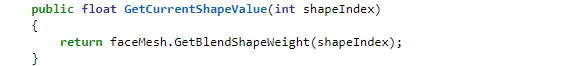 public float GetCurrentShapeValue(int shapeIndex)
{
    return faceMesh.GetBlendShapeWeight(shapeIndex);
}